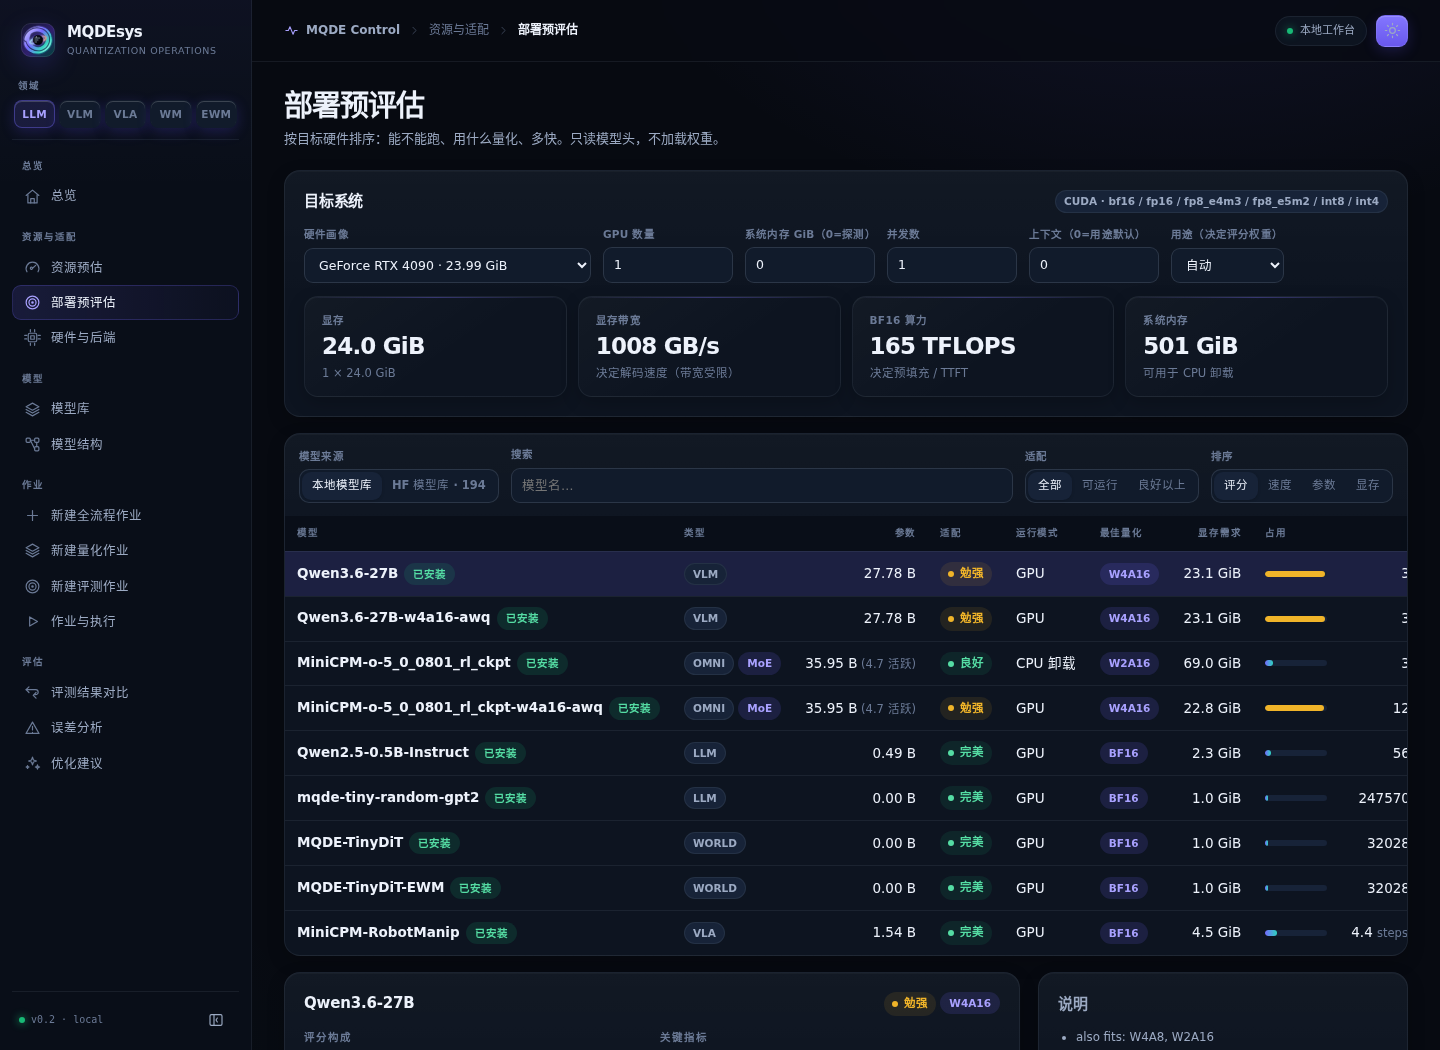 MQDEsys
QUANTIZATION OPERATIONS
领域
LLM VLM VLA WM EWM
总览
总览
资源与适配
资源预估
部署预评估
硬件与后端
模型
模型库
模型结构
作业
新建全流程作业
新建量化作业
新建评测作业
作业与执行
评估
评测结果对比
误差分析
优化建议
v0.2 · local
MQDE Control › 资源与适配 › 部署预评估
本地工作台
部署预评估
按目标硬件排序：能不能跑、用什么量化、多快。只读模型头，不加载权重。
目标系统
CUDA · bf16 / fp16 / fp8_e4m3 / fp8_e5m2 / int8 / int4
硬件画像 GPU 数量 系统内存 GiB（0=探测） 并发数 上下文（0=用途默认） 用途（决定评分权重）
GeForce RTX 4090 · 23.99 GiB 1 0 1 0 自动
显存 显存带宽 BF16 算力 系统内存
24.0 GiB 1008 GB/s 165 TFLOPS 501 GiB
1 × 24.0 GiB 决定解码速度（带宽受限） 决定预填充 / TTFT 可用于 CPU 卸载
模型来源 搜索 适配 排序
本地模型库 HF 模型库 · 194 模型名... 全部 可运行 良好以上 评分 速度 参数 显存
模型 类型 参数 适配 运行模式 最佳量化 显存需求 占用
Qwen3.6-27B 已安装 VLM 27.78 B 勉强 GPU W4A16 23.1 GiB 3
Qwen3.6-27B-w4a16-awq 已安装 VLM 27.78 B 勉强 GPU W4A16 23.1 GiB 3
MiniCPM-o-5_0_0801_rl_ckpt 已安装 OMNI MoE 35.95 B (4.7 活跃) 良好 CPU 卸载 W2A16 69.0 GiB 3
MiniCPM-o-5_0_0801_rl_ckpt-w4a16-awq 已安装 OMNI MoE 35.95 B (4.7 活跃) 勉强 GPU W4A16 22.8 GiB 12
Qwen2.5-0.5B-Instruct 已安装 LLM 0.49 B 完美 GPU BF16 2.3 GiB 56
mqde-tiny-random-gpt2 已安装 LLM 0.00 B 完美 GPU BF16 1.0 GiB 247570
MQDE-TinyDiT 已安装 WORLD 0.00 B 完美 GPU BF16 1.0 GiB 32028
MQDE-TinyDiT-EWM 已安装 WORLD 0.00 B 完美 GPU BF16 1.0 GiB 32028
MiniCPM-RobotManip 已安装 VLA 1.54 B 完美 GPU BF16 4.5 GiB 4.4 steps
Qwen3.6-27B 勉强 W4A16
评分构成 关键指标
说明
• also fits: W4A8, W2A16